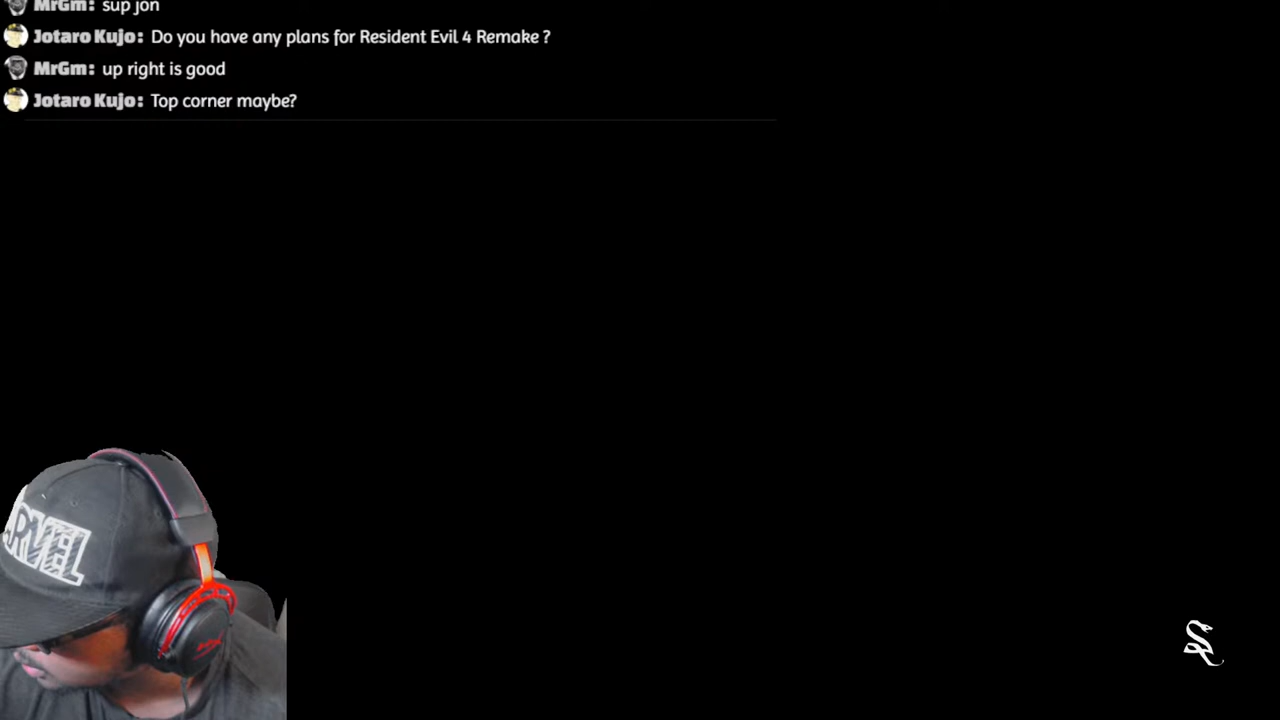 MrGm: sup jon
Jotaro Kujo: Do you have any plans for Resident Evil 4 Remake ?
MrGm: up right is good
Jotaro Kujo: Top corner maybe?
ARVEL